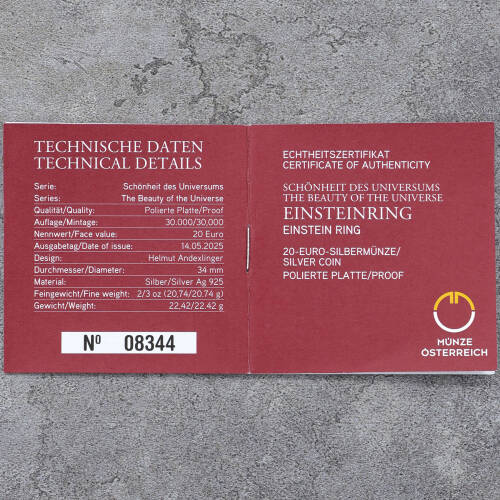 TECHNISCHE DATEN
TECHNICAL DETAILS
Serie: Schönheit des Universums
Series: The Beauty of the Universe
Qualität/Quality: Polierte Platte/Proof
Auflage/Mintage: 30.000/30,000
Nennwert/Face value: 20 Euro
Ausgabetag/Date of issue: 14.05.2025
Design: Helmut Andexlinger
Durchmesser/Diameter: 34 mm
Material: Silber/Silver Ag 925
Feingewicht/Fine weight: 2/3 oz (20,74/20.74 g)
Gewicht/Weight: 22,42/22.42 g
Nº 08344
ECHTHEITSZERTIFIKAT
CERTIFICATE OF AUTHENTICITY
SCHÖNHEIT DES UNIVERSUMS
THE BEAUTY OF THE UNIVERSE
EINSTEINRING
EINSTEIN RING
20-EURO-SILBERMÜNZE/
SILVER COIN
POLIERTE PLATTE/PROOF
MÜNZE
ÖSTERREICH